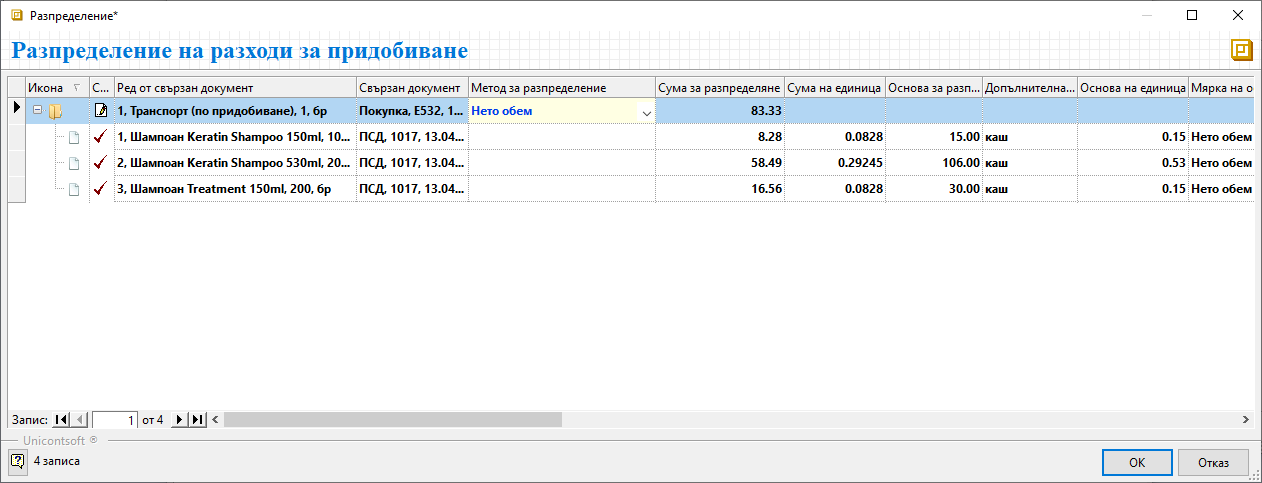 Разпределение*
Разпределение на разходи за придобиване
Икона С... Ред от свързан документ Свързан документ Метод за разпределение Сума за разпределяне Сума на единица Основа за разп... Допълнителна... Основа на единица Мярка на о
1, Транспорт (по придобиване), 1, бр Покупка, E532, 1... Нето обем 83.33
1, Шампоан Keratin Shampoo 150ml, 10... ПСД, 1017, 13.04... 8.28 0.0828 15.00 каш 0.15 Нето обем
2, Шампоан Keratin Shampoo 530ml, 20... ПСД, 1017, 13.04... 58.49 0.29245 106.00 каш 0.53 Нето обем
3, Шампоан Treatment 150ml, 200, бр ПСД, 1017, 13.04... 16.56 0.0828 30.00 каш 0.15 Нето обем
Запис: 1 от 4
Unicontsoft ®
4 записа
OK Отказ